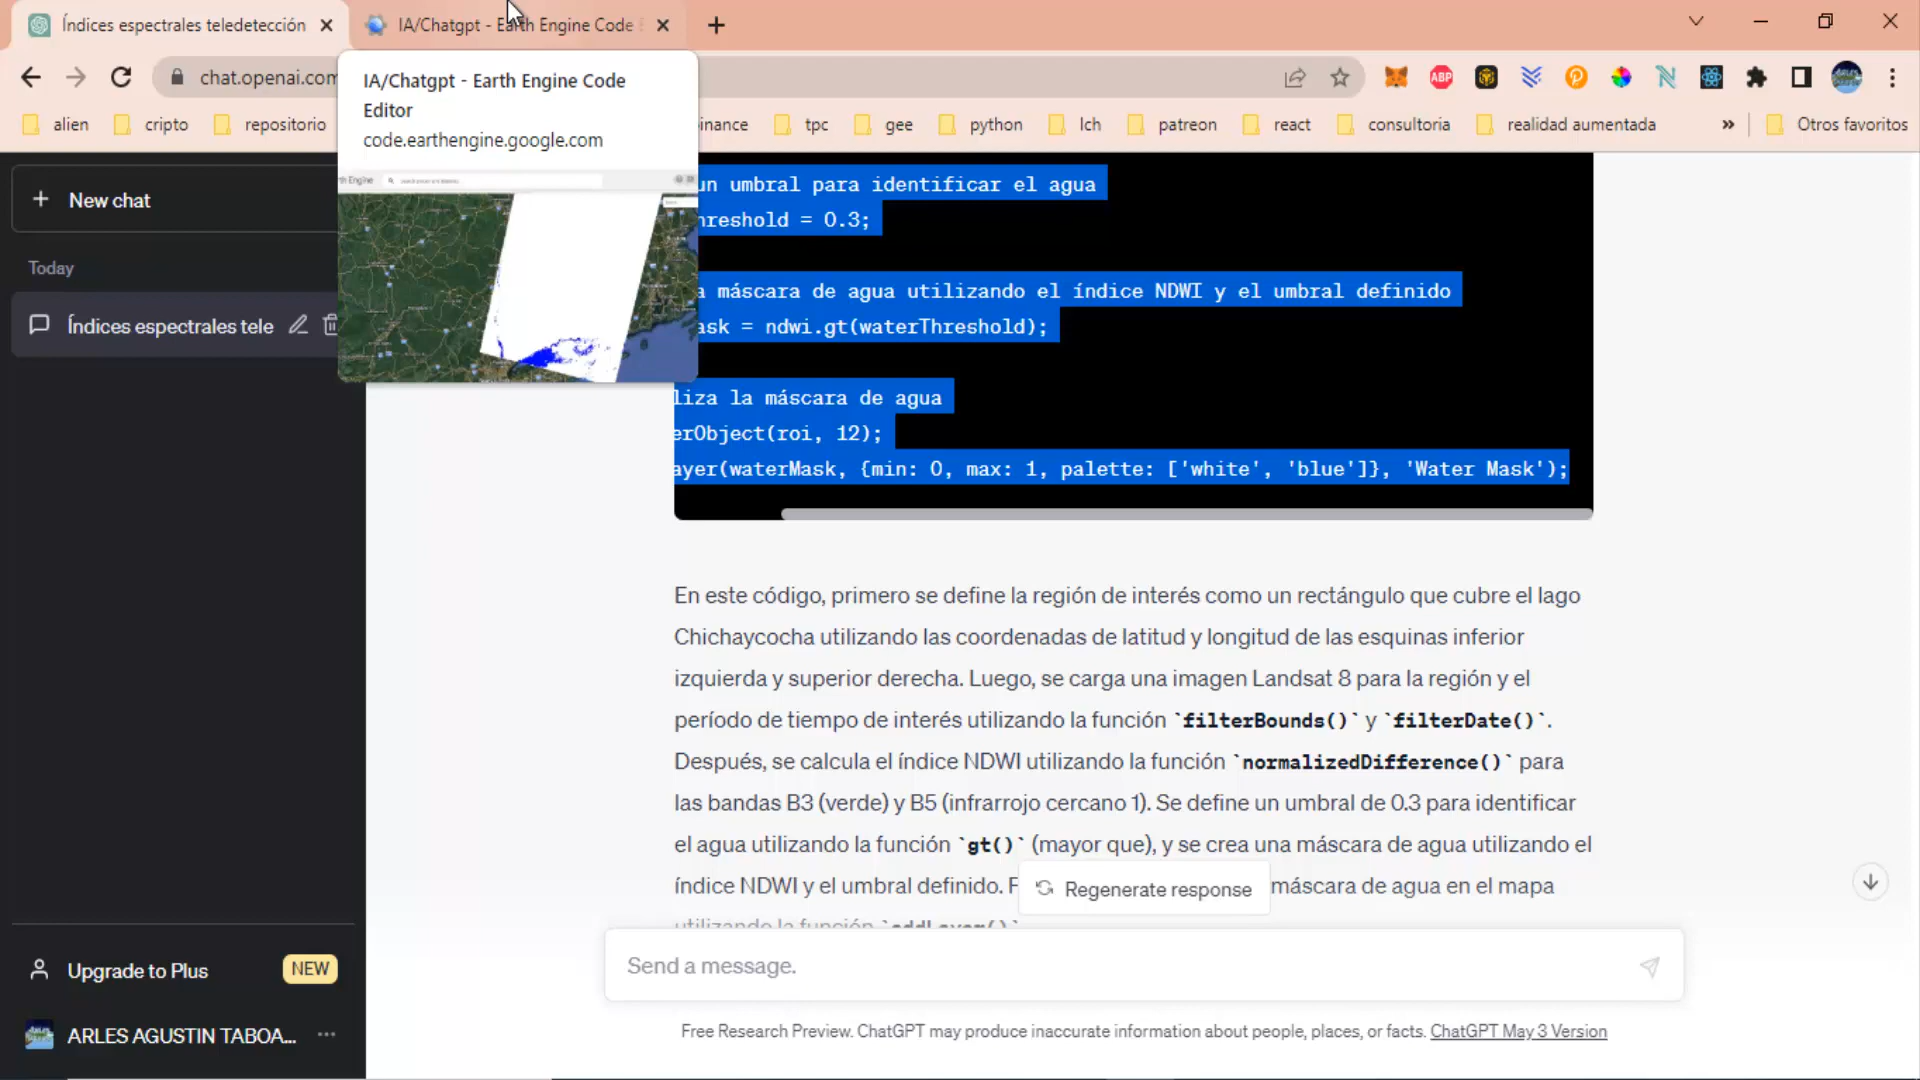 Índices espectrales teledetección
IA/Chatgpt - Earth Engine Code
chat.openai.com
IA/Chatgpt - Earth Engine Code
Editor
code.earthengine.google.com
alien
cripto
repositorio
inance
tpc
gee
python
lch
patreon
react
consultoria
realidad aumentada
»
Otros favoritos
ABP
New chat
Today
Índices espectrales tele
un umbral para identificar el agua
hreshold = 0.3;
a máscara de agua utilizando el índice NDWI y el umbral definido
ask = ndwi.gt(waterThreshold);
liza la máscara de agua
erObject(roi, 12);
ayer(waterMask, {min: 0, max: 1, palette: ['white', 'blue']}, 'Water Mask');
En este código, primero se define la región de interés como un rectángulo que cubre el lago
Chichaycocha utilizando las coordenadas de latitud y longitud de las esquinas inferior
izquierda y superior derecha. Luego, se carga una imagen Landsat 8 para la región y el
período de tiempo de interés utilizando la función `filterBounds()` y `filterDate()`.
Después, se calcula el índice NDWI utilizando la función `normalizedDifference()` para
las bandas B3 (verde) y B5 (infrarrojo cercano 1). Se define un umbral de 0.3 para identificar
el agua utilizando la función `gt()` (mayor que), y se crea una máscara de agua utilizando el
índice NDWI y el umbral definido. F
máscara de agua en el mapa
utilizando la función `addLayer()`
Regenerate response
Send a message.
Free Research Preview. ChatGPT may produce inaccurate information about people, places, or facts. ChatGPT May 3 Version
Upgrade to Plus
NEW
ARLES AGUSTIN TABOA...